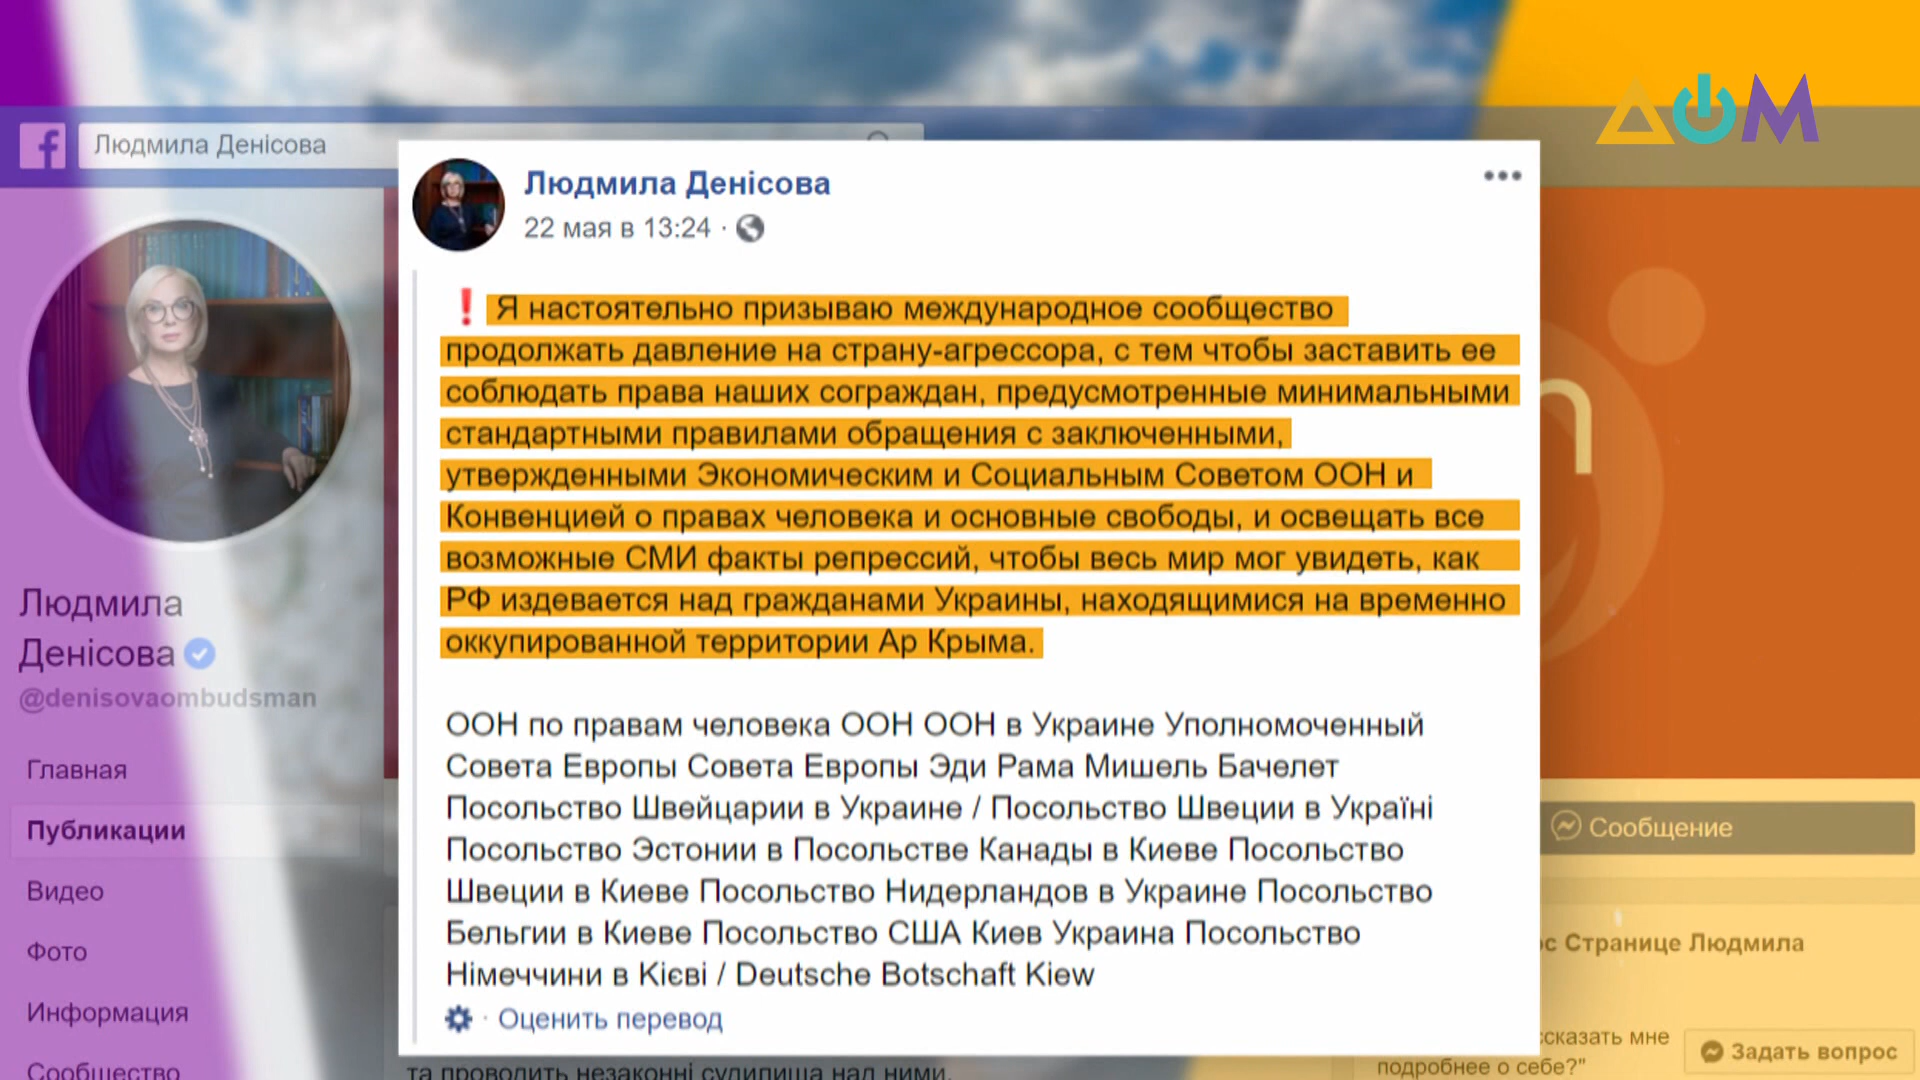 ДОМ
Людмила Денісова
Людмила Денісова
22 мая в 13:24 ·
❗ Я настоятельно призываю международное сообщество
продолжать давление на страну-агрессора, с тем чтобы заставить ее
соблюдать права наших сограждан, предусмотренные минимальными
стандартными правилами обращения с заключенными,
утвержденными Экономическим и Социальным Советом ООН и
Конвенцией о правах человека и основные свободы, и освещать все
возможные СМИ факты репрессий, чтобы весь мир мог увидеть, как
РФ издевается над гражданами Украины, находящимися на временно
оккупированной территории Ар Крыма.
ООН по правам человека ООН ООН в Украине Уполномоченный
Совета Европы Совета Европы Эди Рама Мишель Бачелет
Посольство Швейцарии в Украине / Посольство Швеции в Україні
Посольство Эстонии в Посольстве Канады в Киеве Посольство
Швеции в Киеве Посольство Нидерландов в Украине Посольство
Бельгии в Киеве Посольство США Киев Украина Посольство
Німеччини в Києві / Deutsche Botschaft Kiew
· Оценить перевод
Людмила
Денісова
@denisovaombudsman
Главная
Публикации
Видео
Фото
Информация
Сообщество
n
Сообщение
Странице Людмила
мне
подробнее о себе?"
Задать вопрос
та проводить незаконні судилища над ними.